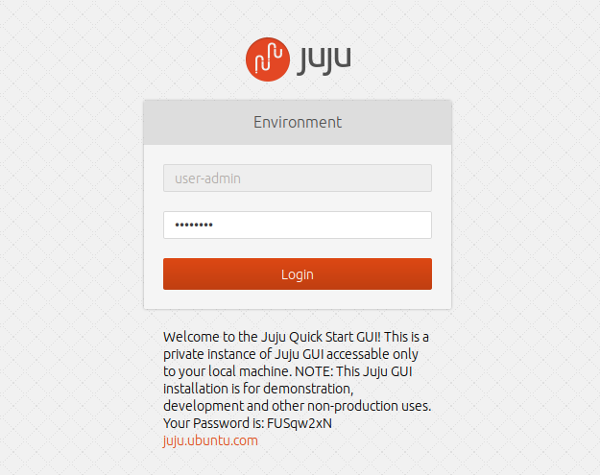 juju
Environment
user-admin
••••••••
Login
Welcome to the Juju Quick Start GUI! This is a
private instance of Juju GUI accessable only
to your local machine. NOTE: This Juju GUI
installation is for demonstration,
development and other non-production uses.
Your Password is: FUSqw2xN
juju.ubuntu.com